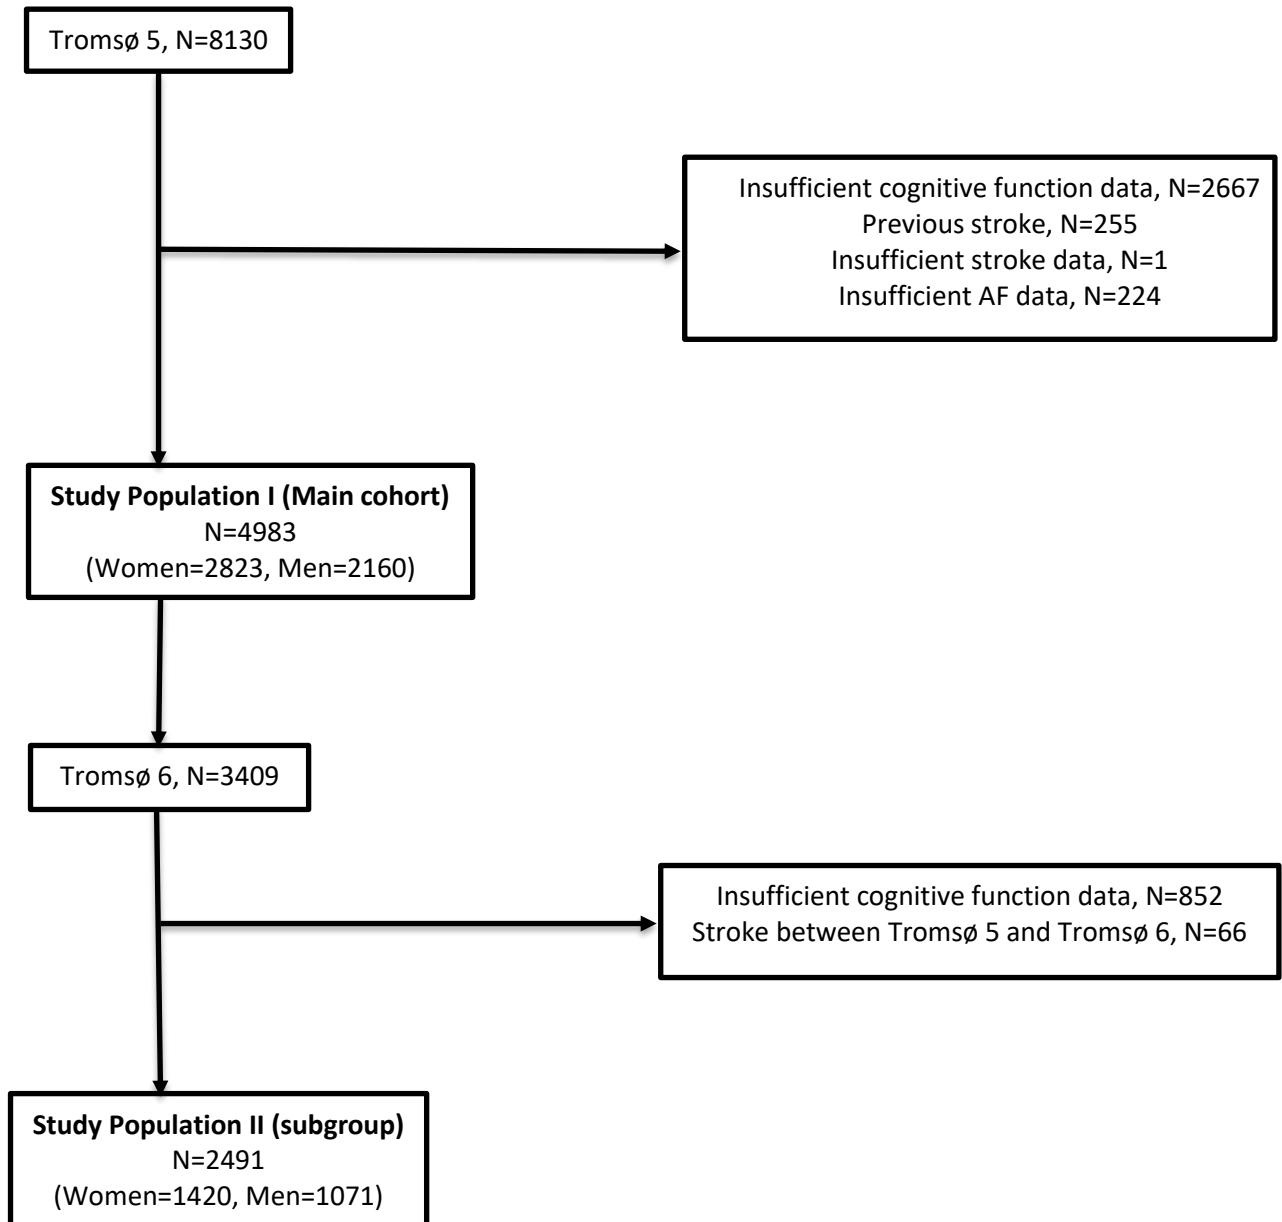 Tromsø 5, N=8130
Insufficient cognitive function data, N=2667
Previous stroke, N=255
Insufficient stroke data, N=1
Insufficient AF data, N=224
Study Population I (Main cohort)
N=4983
(Women=2823, Men=2160)
Tromsø 6, N=3409
Insufficient cognitive function data, N=852
Stroke between Tromsø 5 and Tromsø 6, N=66
Study Population II (subgroup)
N=2491
(Women=1420, Men=1071)